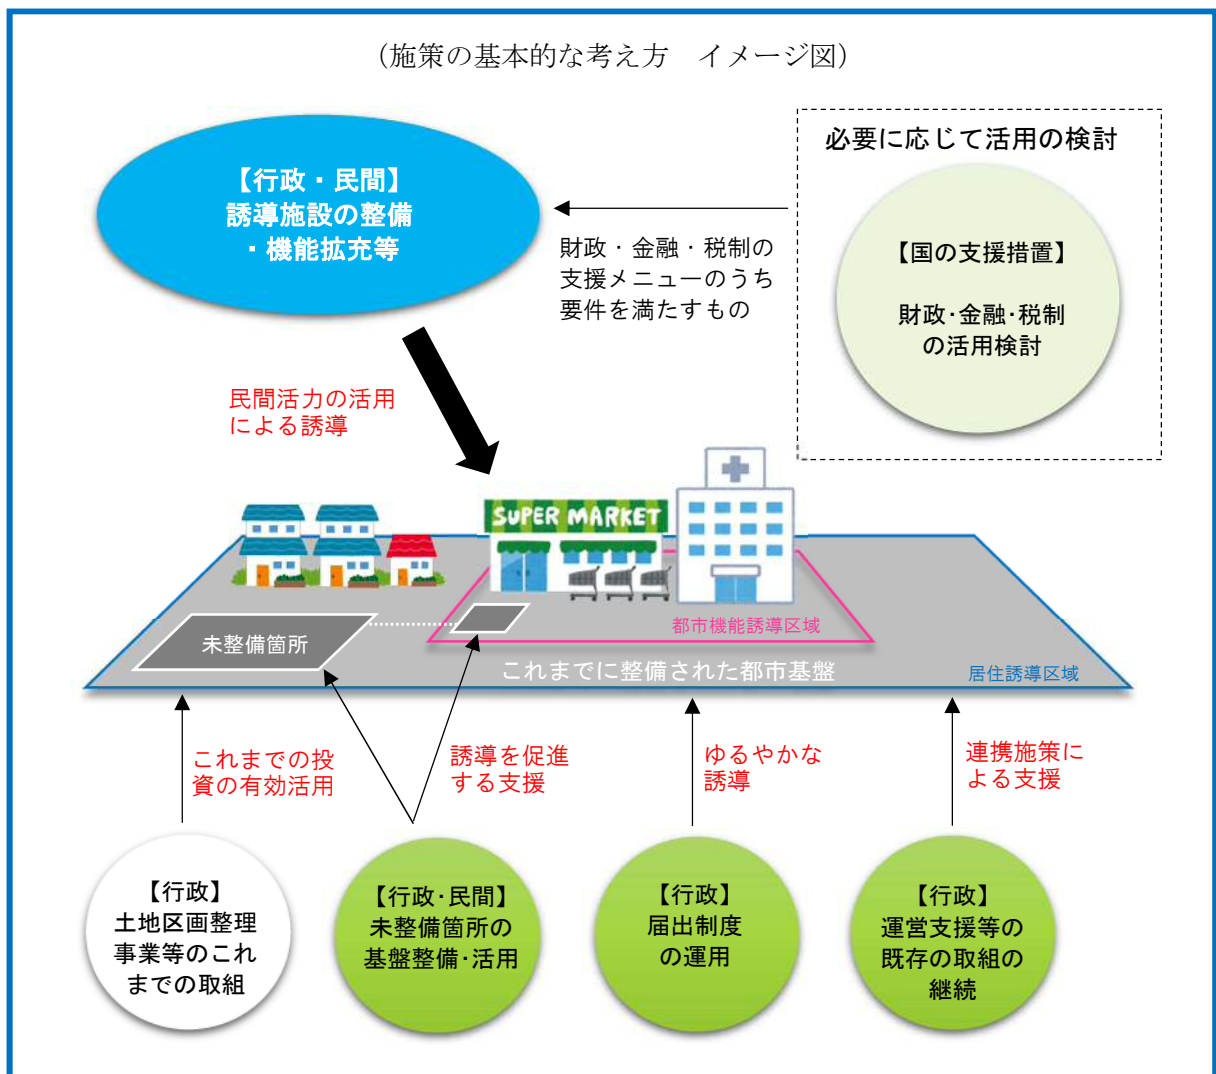 （施策の基本的な考え方　イメージ図）
必要に応じて活用の検討
【行政・民間】
誘導施設の整備
・機能拡充等
財政・金融・税制の
支援メニューのうち
要件を満たすもの
【国の支援措置】
財政・金融・税制
の活用検討
民間活力の活用
による誘導
SUPER MARKET
未整備箇所
都市機能誘導区域
これまでに整備された都市基盤
居住誘導区域
これまでの投
資の有効活用
誘導を促進
する支援
ゆるやかな
誘導
連携施策に
よる支援
【行政】
土地区画整理
事業等のこれ
までの取組
【行政・民間】
未整備箇所の
基盤整備・活用
【行政】
届出制度
の運用
【行政】
運営支援等の
既存の取組の
継続